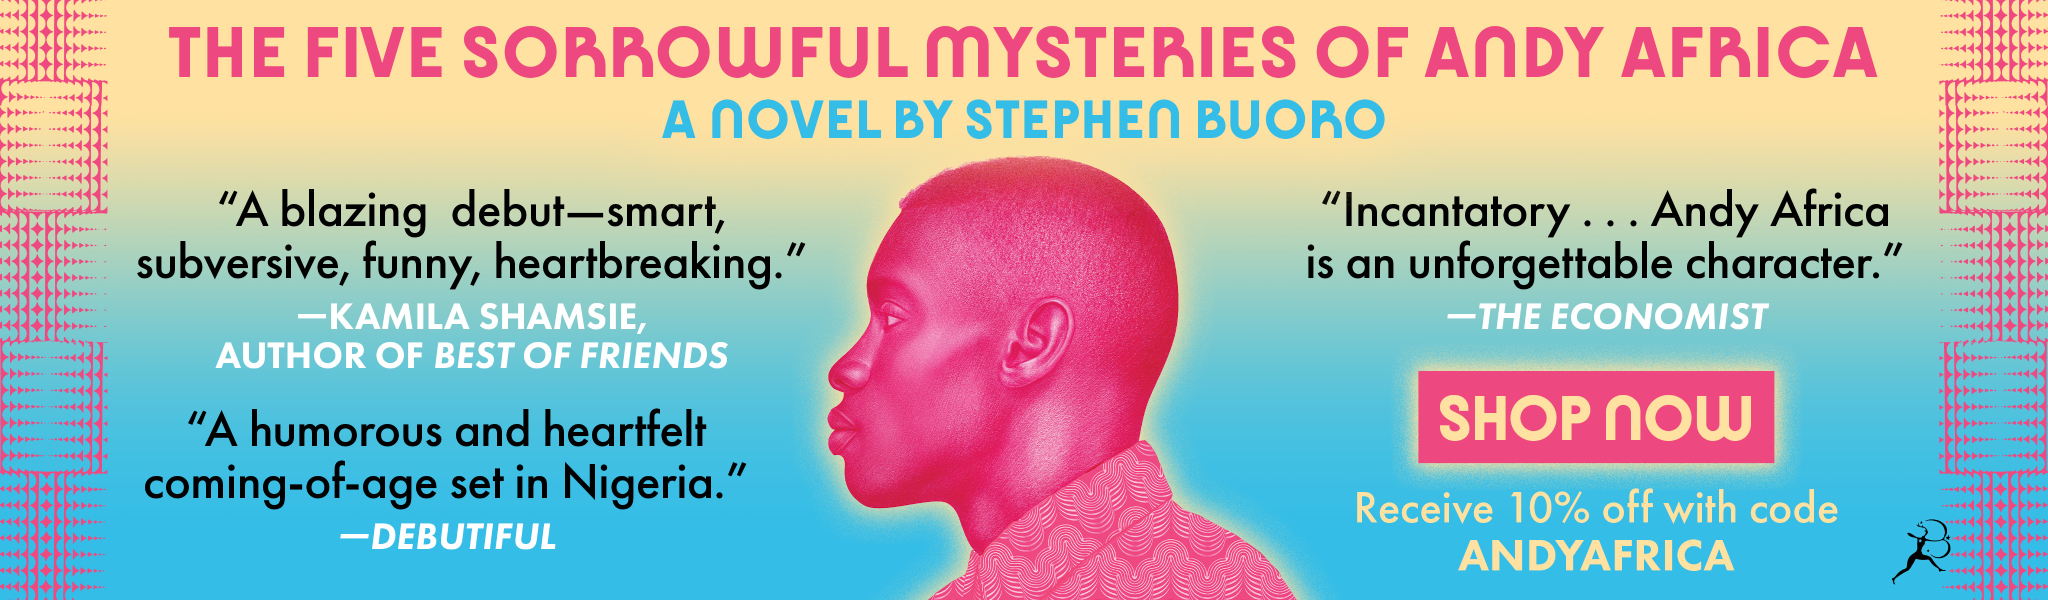 THE FIVE SORROWFUL MYSTERIES OF ANDY AFRICA
A NOVEL BY STEPHEN BUORO
“A blazing  debut—smart,
subversive, funny, heartbreaking.”
—KAMILA SHAMSIE,
AUTHOR OF BEST OF FRIENDS
“A humorous and heartfelt
coming-of-age set in Nigeria.”
—DEBUTIFUL
“Incantatory . . . Andy Africa
is an unforgettable character.”
—THE ECONOMIST
SHOP NOW
Receive 10% off with code
ANDYAFRICA